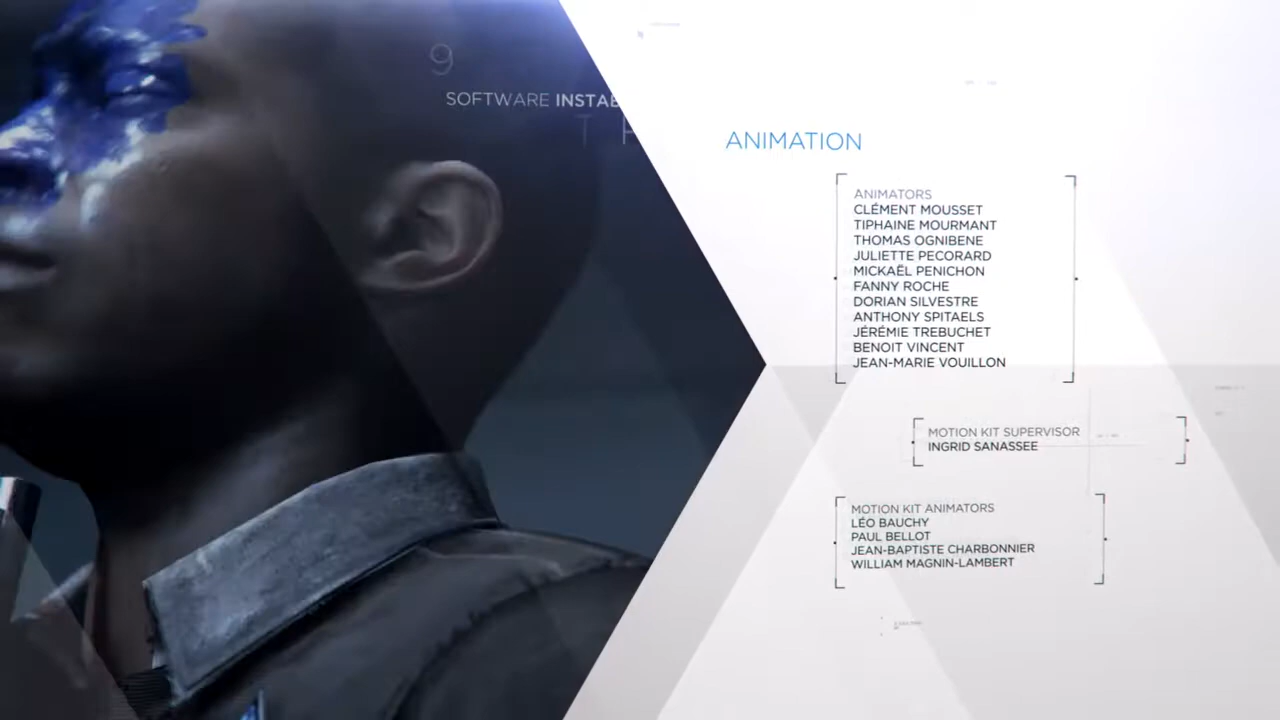 9
SOFTWARE INSTAB
TH
ANIMATION
ANIMATORS
CLÉMENT MOUSSET
TIPHAINE MOURMANT
THOMAS OGNIBENE
JULIETTE PECORARD
MICKAËL PENICHON
FANNY ROCHE
DORIAN SILVESTRE
ANTHONY SPITAELS
JÉRÉMIE TREBUCHET
BENOIT VINCENT
JEAN-MARIE VOUILLON
MOTION KIT SUPERVISOR
INGRID SANASSEE
MOTION KIT ANIMATORS
LÉO BAUCHY
PAUL BELLOT
JEAN-BAPTISTE CHARBONNIER
WILLIAM MAGNIN-LAMBERT